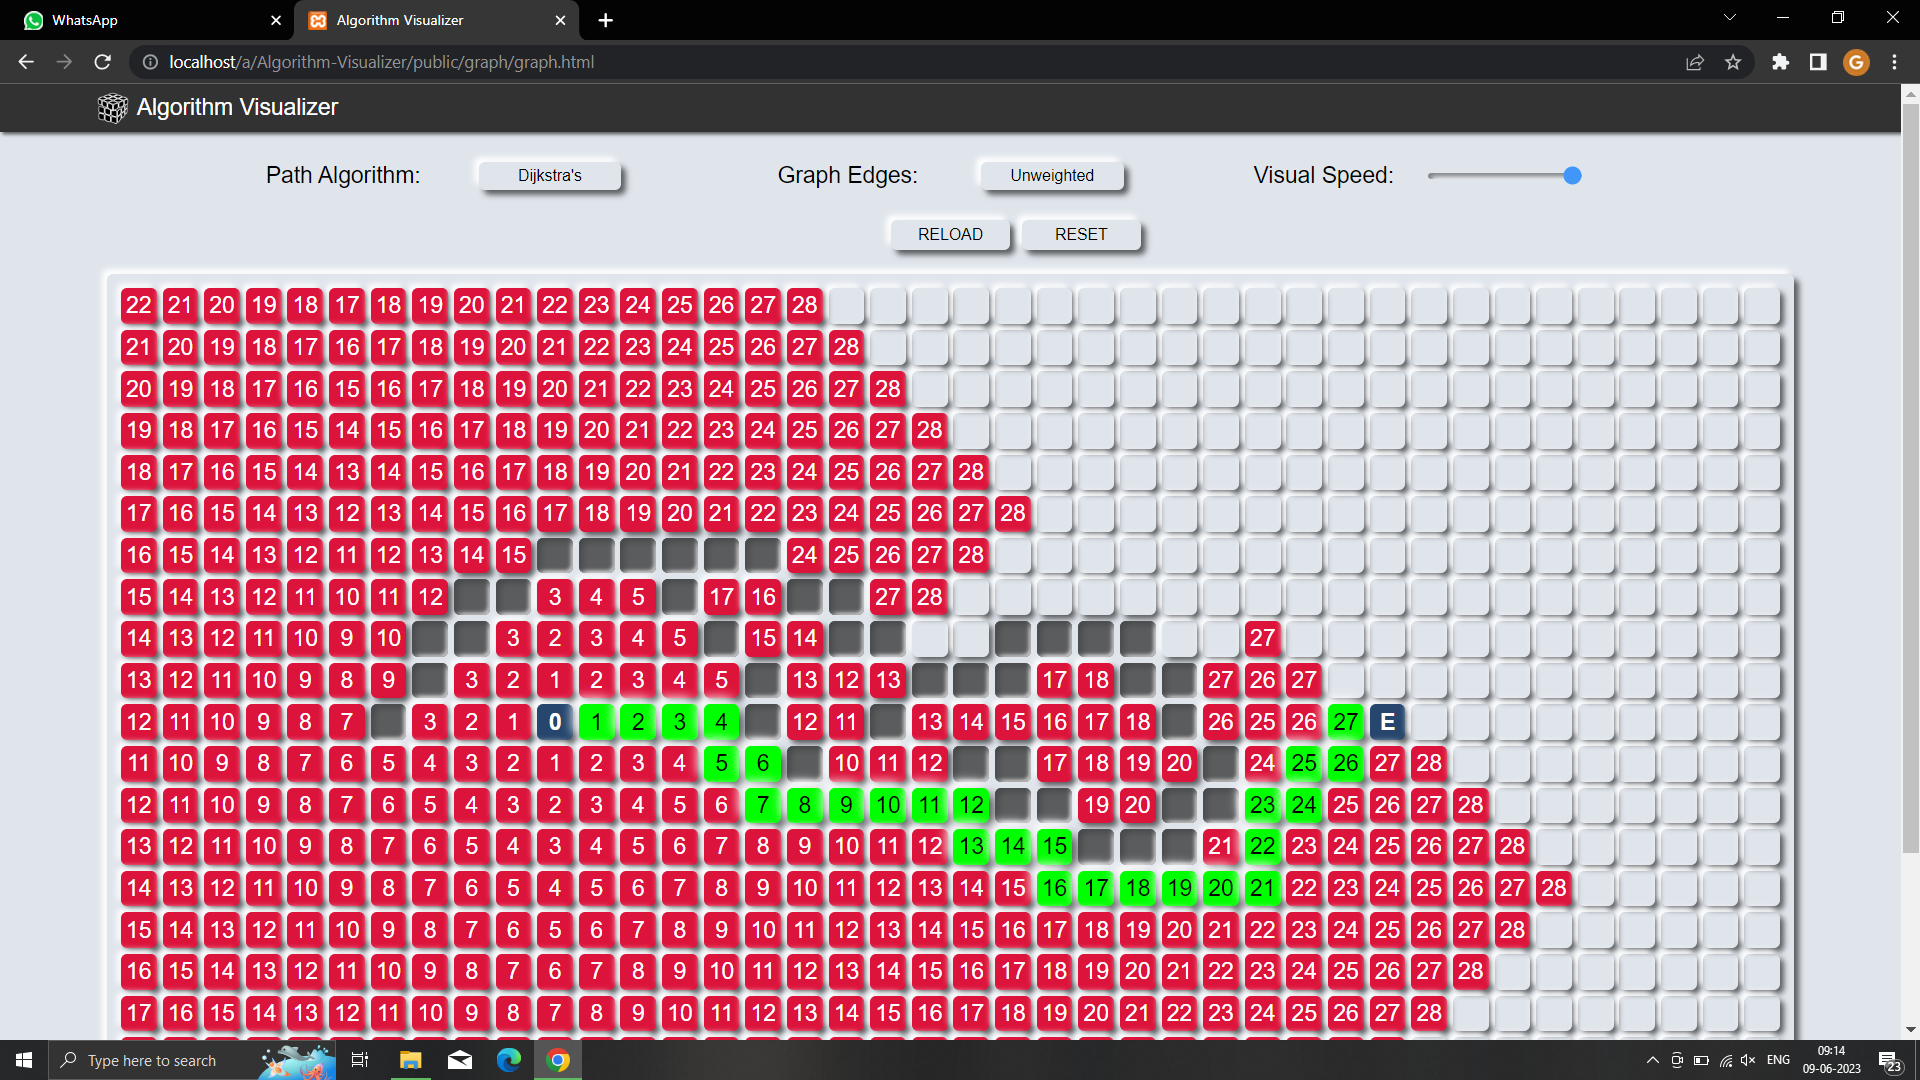 WhatsApp
Algorithm Visualizer
localhost/a/Algorithm-Visualizer/public/graph/graph.html
G
Algorithm Visualizer
Path Algorithm: Dijkstra's Graph Edges: Unweighted Visual Speed:
RELOAD RESET
22 21 20 19 18 17 18 19 20 21 22 23 24 25 26 27 28
21 20 19 18 17 16 17 18 19 20 21 22 23 24 25 26 27 28
20 19 18 17 16 15 16 17 18 19 20 21 22 23 24 25 26 27 28
19 18 17 16 15 14 15 16 17 18 19 20 21 22 23 24 25 26 27 28
18 17 16 15 14 13 14 15 16 17 18 19 20 21 22 23 24 25 26 27 28
17 16 15 14 13 12 13 14 15 16 17 18 19 20 21 22 23 24 25 26 27 28
16 15 14 13 12 11 12 13 14 15 24 25 26 27 28
15 14 13 12 11 10 11 12 3 4 5 17 16 27 28
14 13 12 11 10 9 10 3 2 3 4 5 15 14 27
13 12 11 10 9 8 9 3 2 1 2 3 4 5 13 12 13 17 18 27 26 27
12 11 10 9 8 7 3 2 1 0 1 2 3 4 12 11 13 14 15 16 17 18 26 25 26 27 E
11 10 9 8 7 6 5 4 3 2 1 2 3 4 5 6 10 11 12 17 18 19 20 24 25 26 27 28
12 11 10 9 8 7 6 5 4 3 2 3 4 5 6 7 8 9 10 11 12 19 20 23 24 25 26 27 28
13 12 11 10 9 8 7 6 5 4 3 4 5 6 7 8 9 10 11 12 13 14 15 21 22 23 24 25 26 27 28
14 13 12 11 10 9 8 7 6 5 4 5 6 7 8 9 10 11 12 13 14 15 16 17 18 19 20 21 22 23 24 25 26 27 28
15 14 13 12 11 10 9 8 7 6 5 6 7 8 9 10 11 12 13 14 15 16 17 18 19 20 21 22 23 24 25 26 27 28
16 15 14 13 12 11 10 9 8 7 6 7 8 9 10 11 12 13 14 15 16 17 18 19 20 21 22 23 24 25 26 27 28
17 16 15 14 13 12 11 10 9 8 7 8 9 10 11 12 13 14 15 16 17 18 19 20 21 22 23 24 25 26 27 28
Type here to search
ENG
09:14
09-06-2023
23